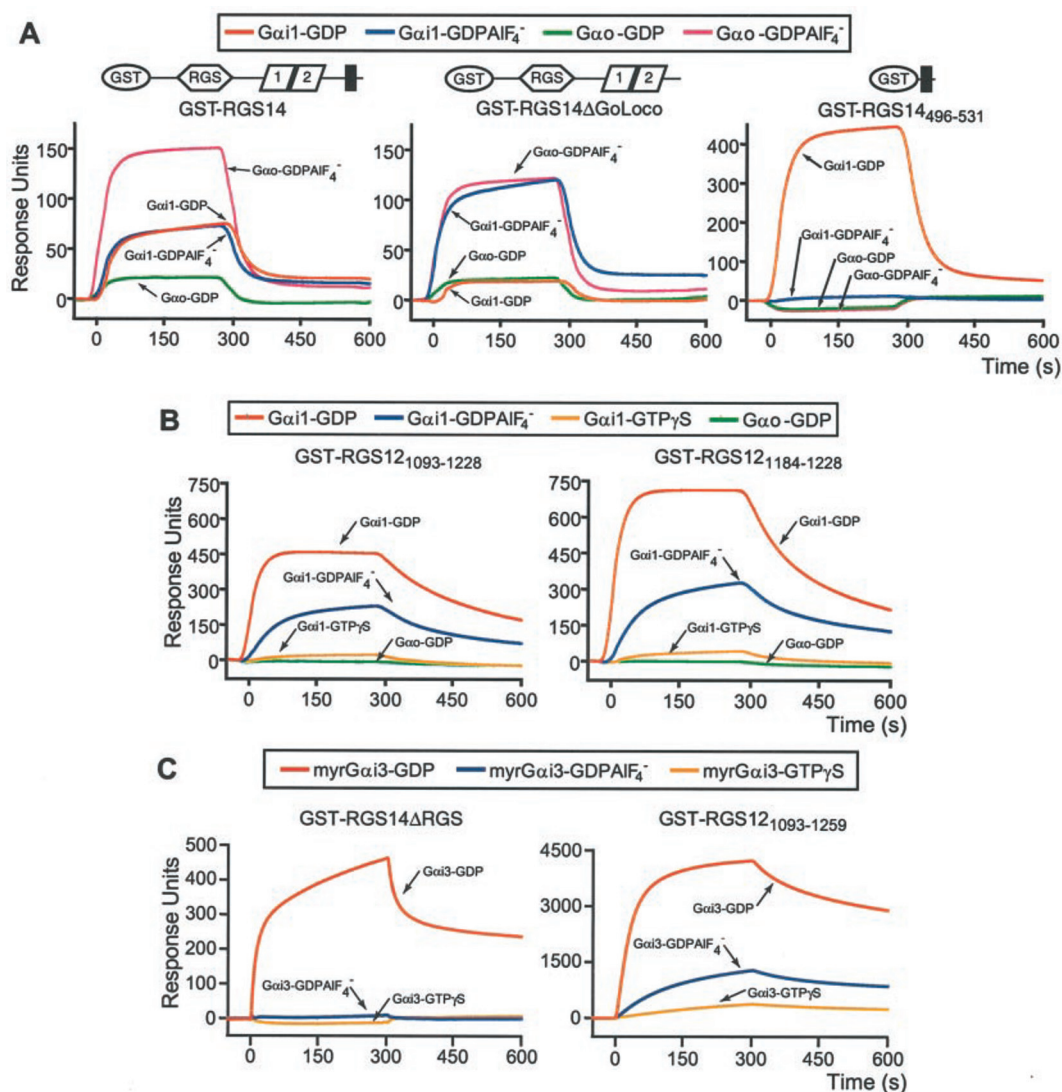 A
Gαi1-GDP Gαi1-GDPAlF₄⁻ Gαo-GDP Gαo-GDPAlF₄⁻
GST RGS 1 2
GST RGS 1 2
GST
GST-RGS14
GST-RGS14ΔGoLoco
GST-RGS14₄₉₆₋₅₃₁
Response Units
150
100
50
0
Gαo-GDPAlF₄⁻
Gαi1-GDP
Gαi1-GDPAlF₄⁻
Gαo-GDP
0 150 300 450 600
150
100
50
0
Gαo-GDPAlF₄⁻
Gαi1-GDPAlF₄⁻
Gαo-GDP
Gαi1-GDP
0 150 300 450 600
400
300
200
100
0
Gαi1-GDP
Gαi1-GDPAlF₄⁻
Gαo-GDP
Gαo-GDPAlF₄⁻
0 150 300 450 600
Time (s)
B
Gαi1-GDP Gαi1-GDPAlF₄⁻ Gαi1-GTPγS Gαo-GDP
GST-RGS12₁₀₉₃₋₁₂₂₈
GST-RGS12₁₁₈₄₋₁₂₂₈
Response Units
750
600
450
300
150
0
Gαi1-GDP
Gαi1-GDPAlF₄⁻
Gαi1-GTPγS
Gαo-GDP
0 150 300 450 600
750
600
450
300
150
0
Gαi1-GDP
Gαi1-GDPAlF₄⁻
Gαi1-GTPγS
Gαo-GDP
0 150 300 450 600
Time (s)
C
myrGαi3-GDP myrGαi3-GDPAlF₄⁻ myrGαi3-GTPγS
GST-RGS14ΔRGS
GST-RGS12₁₀₉₃₋₁₂₅₉
Response Units
500
400
300
200
100
0
Gαi3-GDP
Gαi3-GDPAlF₄⁻
Gαi3-GTPγS
0 150 300 450 600
4500
3000
1500
0
Gαi3-GDP
Gαi3-GDPAlF₄⁻
Gαi3-GTPγS
0 150 300 450 600
Time (s)